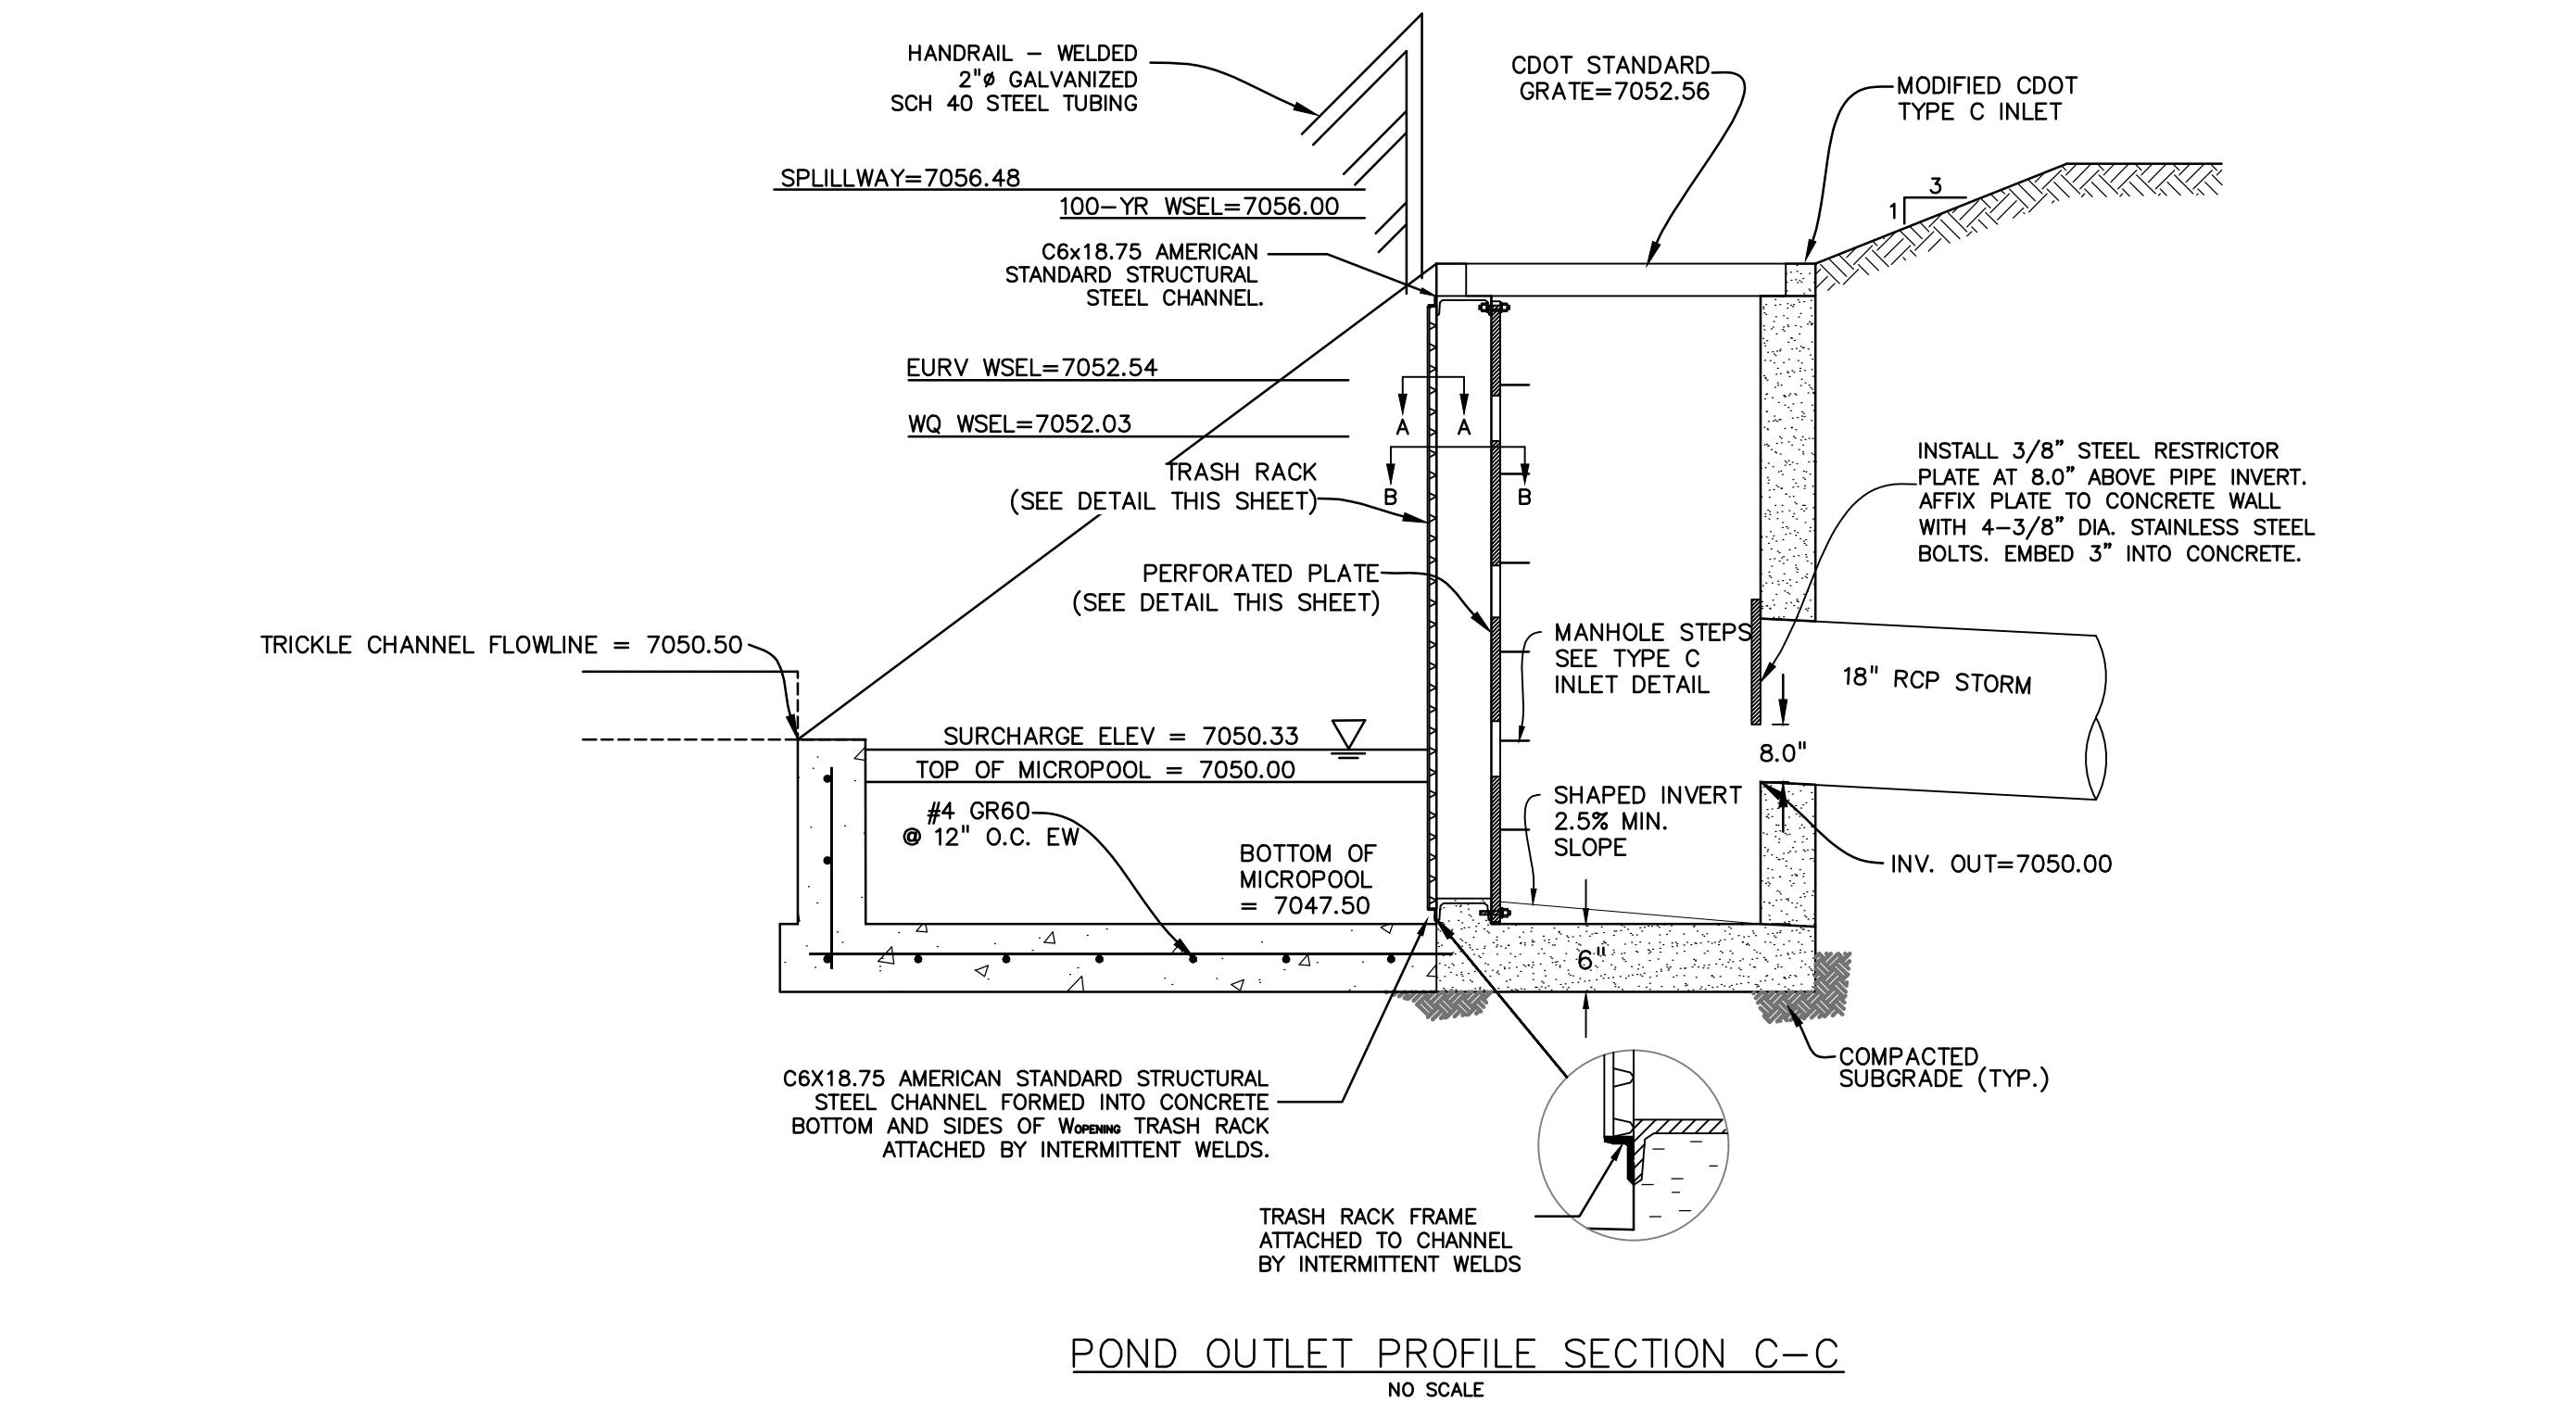 HANDRAIL – WELDED
2"ø GALVANIZED
SCH 40 STEEL TUBING
CDOT STANDARD
GRATE=7052.56
MODIFIED CDOT
TYPE C INLET
SPLILLWAY=7056.48
100–YR WSEL=7056.00
3
1
C6x18.75 AMERICAN
STANDARD STRUCTURAL
STEEL CHANNEL.
EURV WSEL=7052.54
WQ WSEL=7052.03
A A
B B
TRASH RACK
(SEE DETAIL THIS SHEET)
INSTALL 3/8” STEEL RESTRICTOR
PLATE AT 8.0” ABOVE PIPE INVERT.
AFFIX PLATE TO CONCRETE WALL
WITH 4–3/8” DIA. STAINLESS STEEL
BOLTS. EMBED 3” INTO CONCRETE.
PERFORATED PLATE
(SEE DETAIL THIS SHEET)
TRICKLE CHANNEL FLOWLINE = 7050.50
MANHOLE STEPS
SEE TYPE C
INLET DETAIL
18" RCP STORM
SURCHARGE ELEV = 7050.33
TOP OF MICROPOOL = 7050.00
8.0"
#4 GR60
@ 12" O.C. EW
SHAPED INVERT
2.5% MIN.
SLOPE
BOTTOM OF
MICROPOOL
= 7047.50
INV. OUT=7050.00
6"
COMPACTED
SUBGRADE (TYP.)
C6X18.75 AMERICAN STANDARD STRUCTURAL
STEEL CHANNEL FORMED INTO CONCRETE
BOTTOM AND SIDES OF WOPENING TRASH RACK
ATTACHED BY INTERMITTENT WELDS.
TRASH RACK FRAME
ATTACHED TO CHANNEL
BY INTERMITTENT WELDS
POND OUTLET PROFILE SECTION C–C
NO SCALE